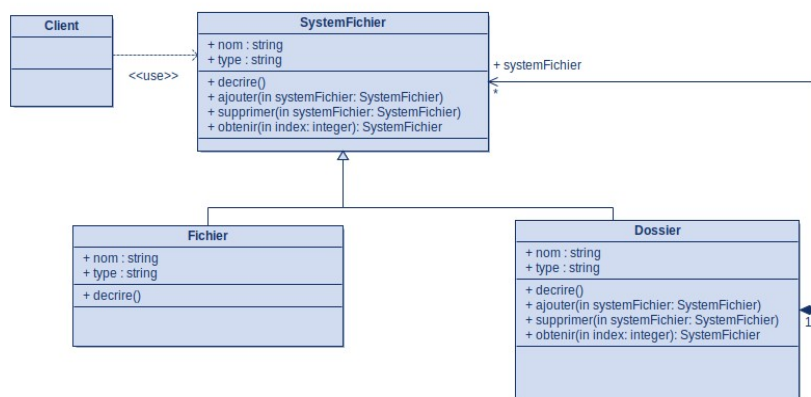 Client
<<use>>
SystemFichier
+ nom : string
+ type : string
+ decrire()
+ ajouter(in systemFichier: SystemFichier)
+ supprimer(in systemFichier: SystemFichier)
+ obtenir(in index: integer): SystemFichier
+ systemFichier
*
Fichier
+ nom : string
+ type : string
+ decrire()
Dossier
+ nom : string
+ type : string
+ decrire()
+ ajouter(in systemFichier: SystemFichier)
+ supprimer(in systemFichier: SystemFichier)
+ obtenir(in index: integer): SystemFichier
1